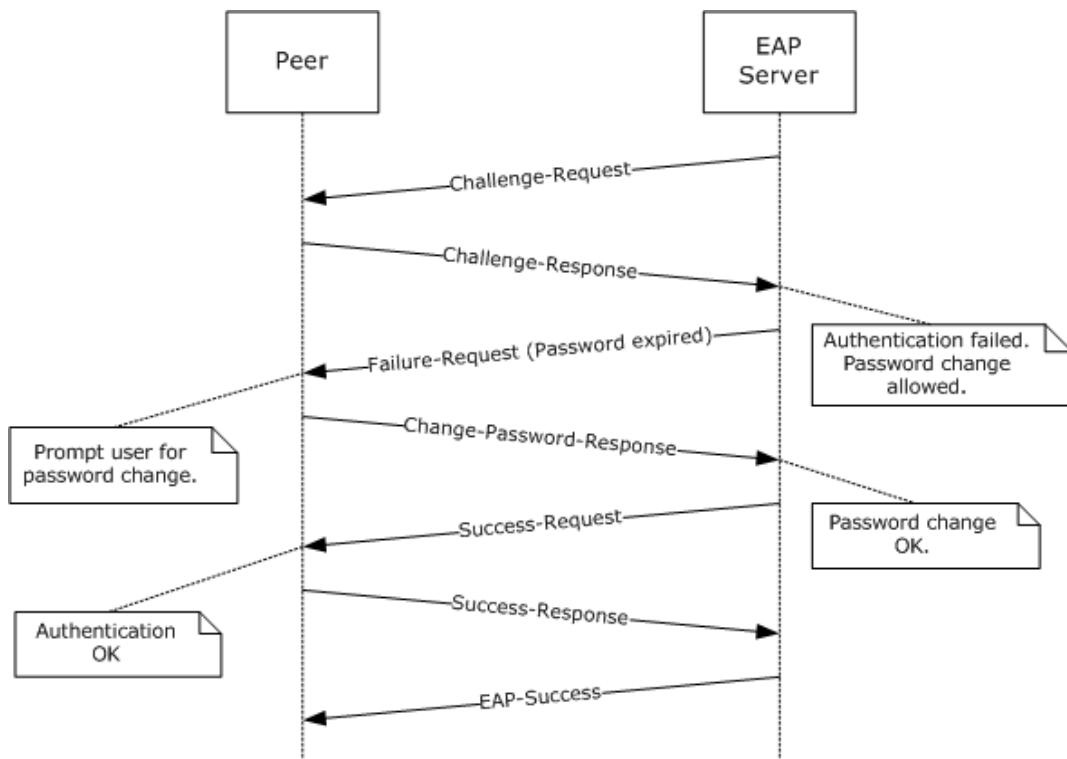 Peer
EAP
Server
Challenge-Request
Challenge-Response
Authentication failed.
Password change
allowed.
Failure-Request (Password expired)
Prompt user for
password change.
Change-Password-Response
Password change
OK.
Success-Request
Authentication
OK
Success-Response
EAP-Success